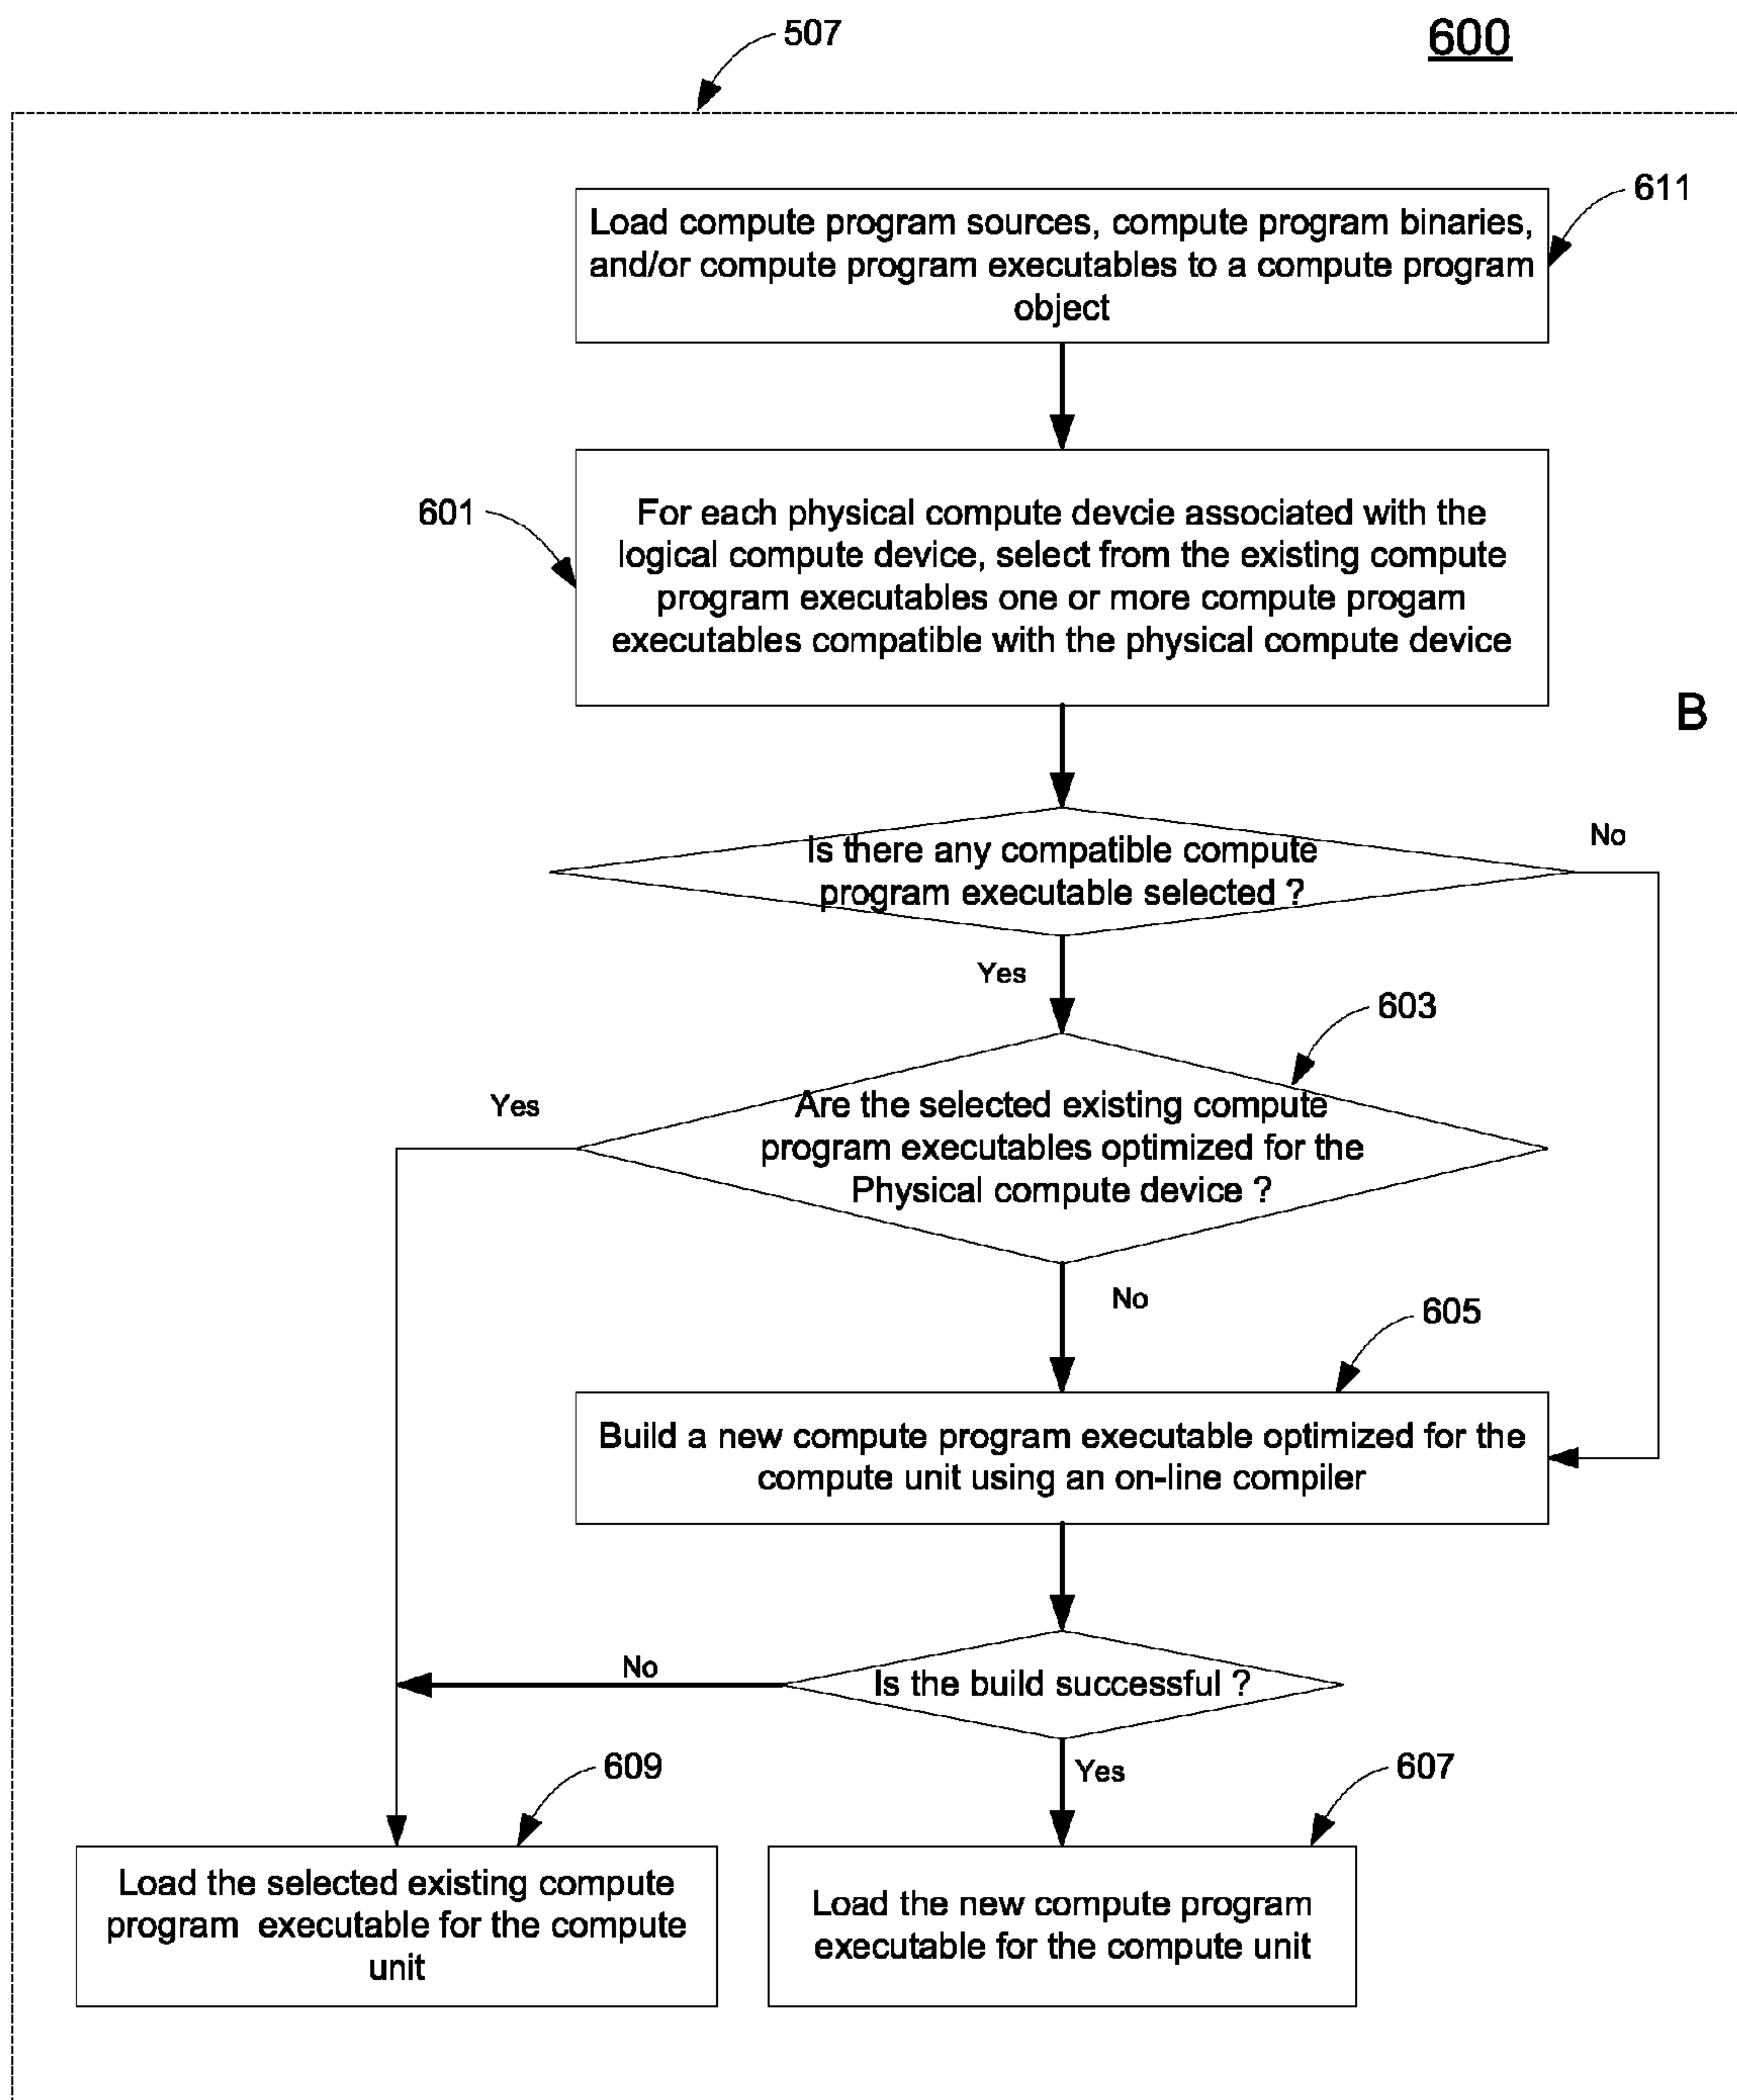 507
600
611
Load compute program sources, compute program binaries,
and/or compute program executables to a compute program
object
601
For each physical compute devcie associated with the
logical compute device, select from the existing compute
program executables one or more compute progam
executables compatible with the physical compute device
B
Is there any compatible compute
program executable selected ?
No
Yes
603
Are the selected existing compute
program executables optimized for the
Physical compute device ?
Yes
No
605
Build a new compute program executable optimized for the
compute unit using an on-line compiler
Is the build successful ?
No
Yes
609
607
Load the selected existing compute
program executable for the compute
unit
Load the new compute program
executable for the compute unit